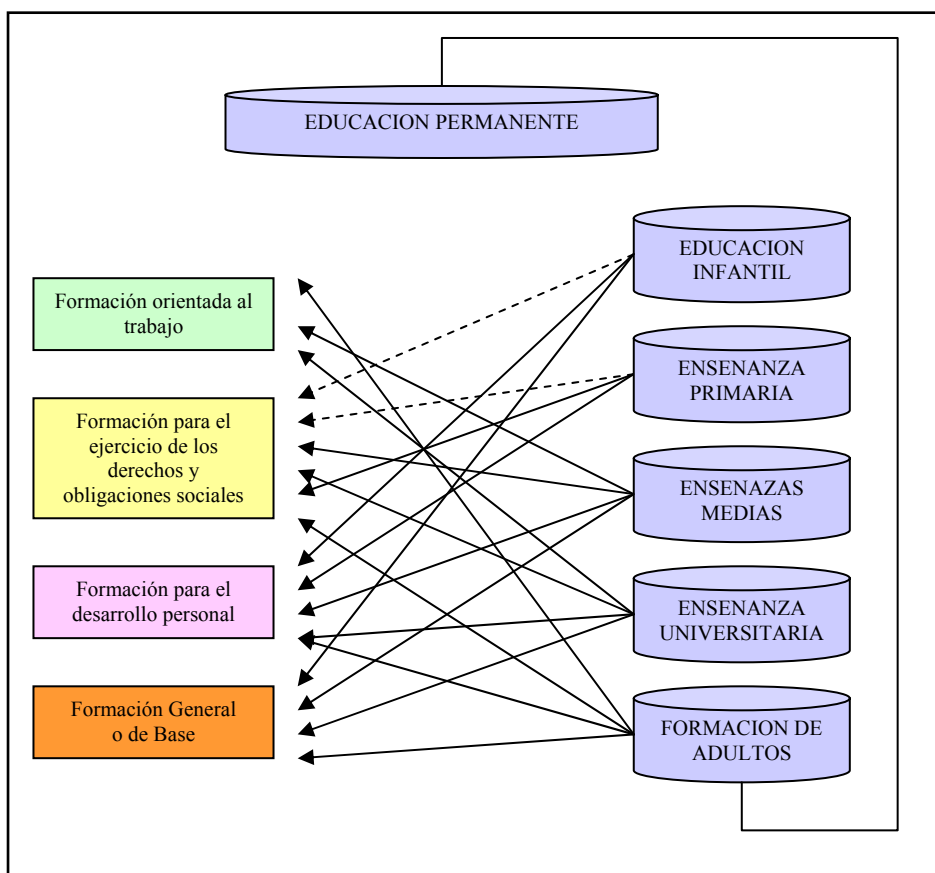 EDUCACION PERMANENTE
EDUCACION
INFANTIL
Formación orientada al
trabajo
ENSENANZA
PRIMARIA
Formación para el
ejercicio de los
derechos y
obligaciones sociales
ENSENAZAS
MEDIAS
Formación para el
desarrollo personal
ENSENANZA
UNIVERSITARIA
Formación General
o de Base
FORMACION DE
ADULTOS